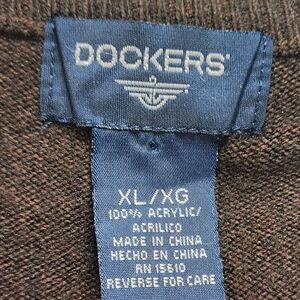 DOCKERS
XL/XG
100% ACRYLIC/
ACRILICO
MADE IN CHINA
HECHO EN CHINA
RN 15610
REVERSE FOR CARE